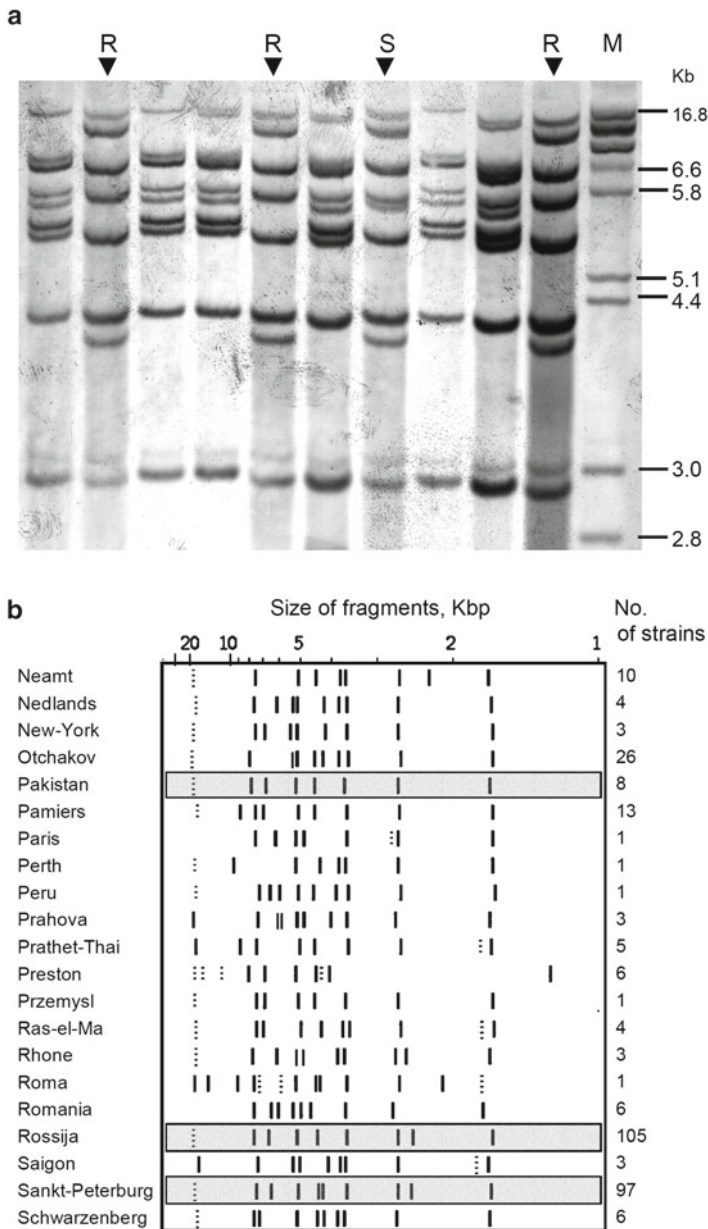 a
R R S R M
Kb
16.8
6.6
5.8
5.1
4.4
3.0
2.8
b
Size of fragments, Kbp
No. of strains
20 10 5 2 1
Neamt 10
Nedlands 4
New-York 3
Otchakov 26
Pakistan 8
Pamiers 13
Paris 1
Perth 1
Peru 1
Prahova 3
Prathet-Thai 5
Preston 6
Przemysl 1
Ras-el-Ma 4
Rhone 3
Roma 1
Romania 6
Rossija 105
Saigon 3
Sankt-Peterburg 97
Schwarzenberg 6